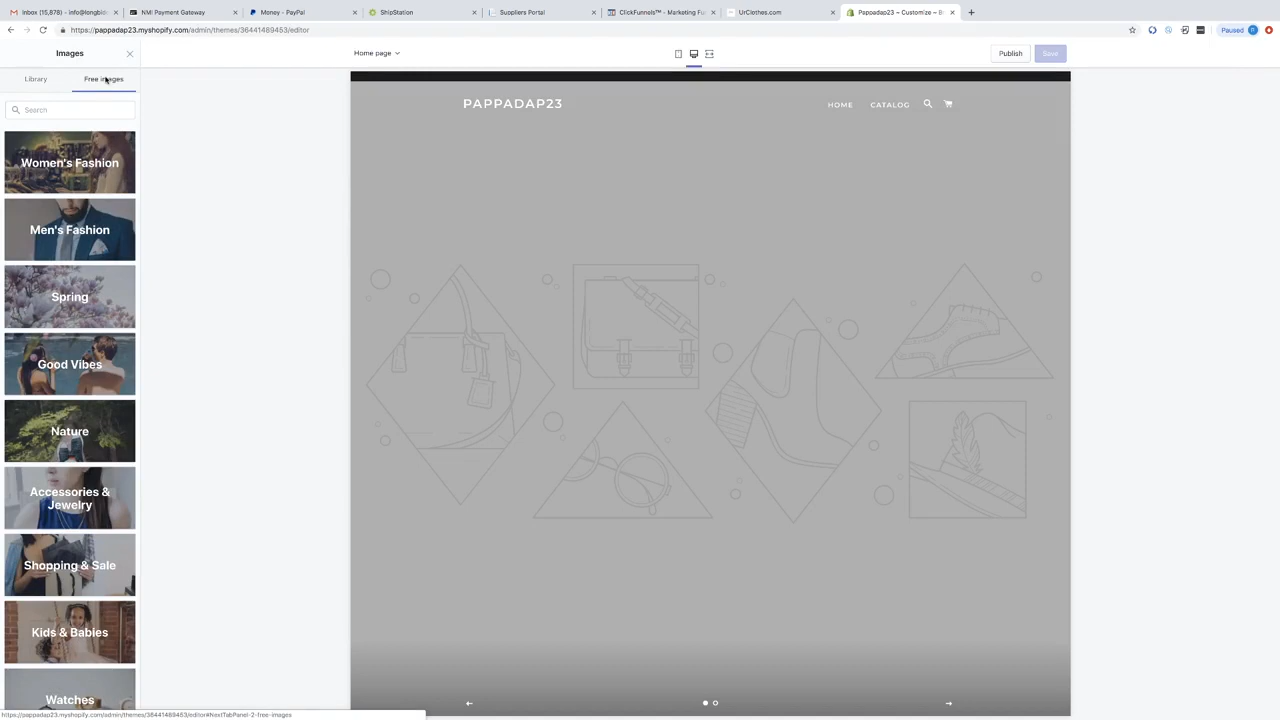 Inbox (15,878) - info@longbid
NMI Payment Gateway
Money - PayPal
ShipStation
Suppliers Portal
ClickFunnels™ - Marketing Fu
UrClothes.com
Pappadap23 ~ Customize ~ B
https://pappadap23.myshopify.com/admin/themes/36441489453/editor
Paused
P
Images
Home page
Publish
Save
Library
Free images
Search
PAPPADAP23
HOME
CATALOG
Women's Fashion
Men's Fashion
Spring
Good Vibes
Nature
Accessories &
Jewelry
Shopping & Sale
Kids & Babies
Watches
https://pappadap23.myshopify.com/admin/themes/36441489453/editor#NextTabPanel-2-free-images